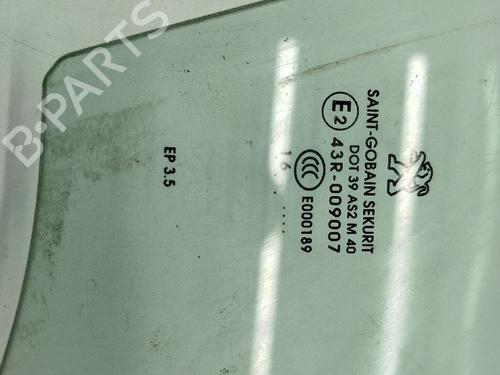 SAINT-GOBAIN SEKURIT
DOT 39 AS2 M 40
E2 43R-009007
CCC E000189
16 ....
EP 3.5
B-PARTS